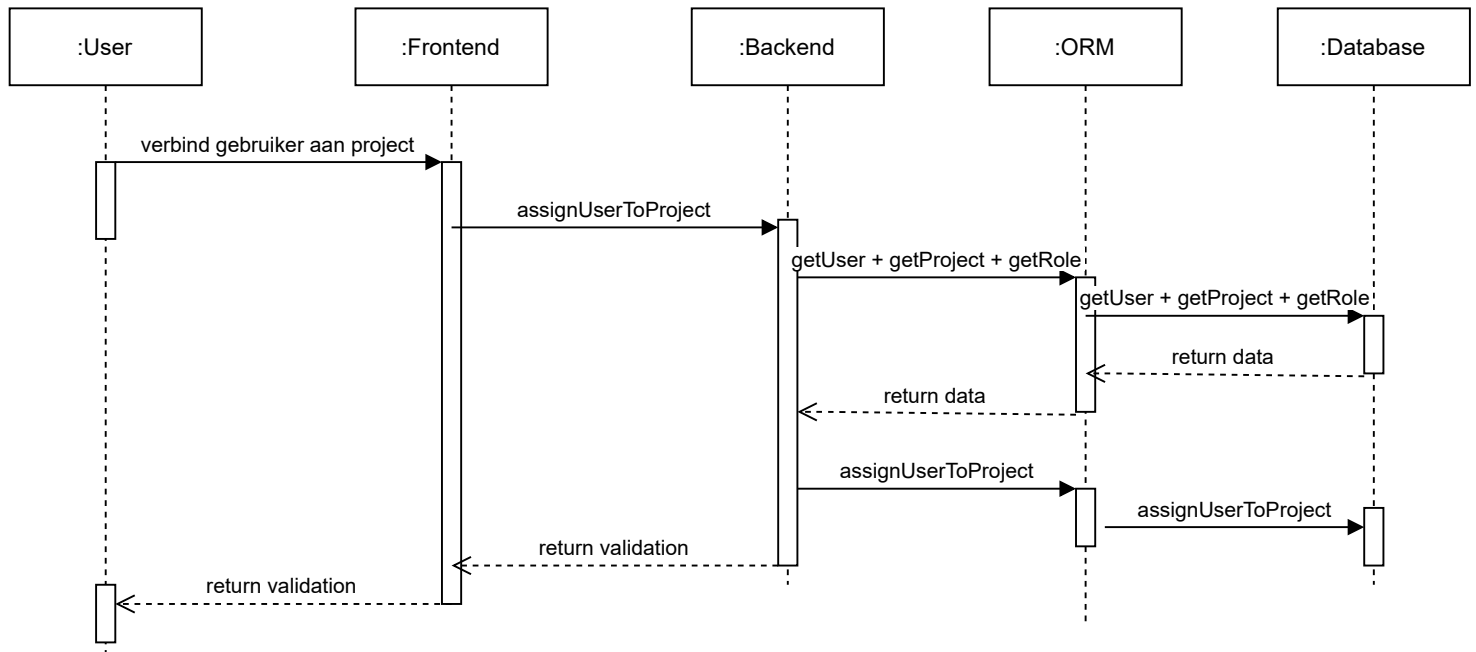 :User
:Frontend
:Backend
:ORM
:Database
verbind gebruiker aan project
assignUserToProject
getUser + getProject + getRole
getUser + getProject + getRole
return data
return data
assignUserToProject
assignUserToProject
return validation
return validation